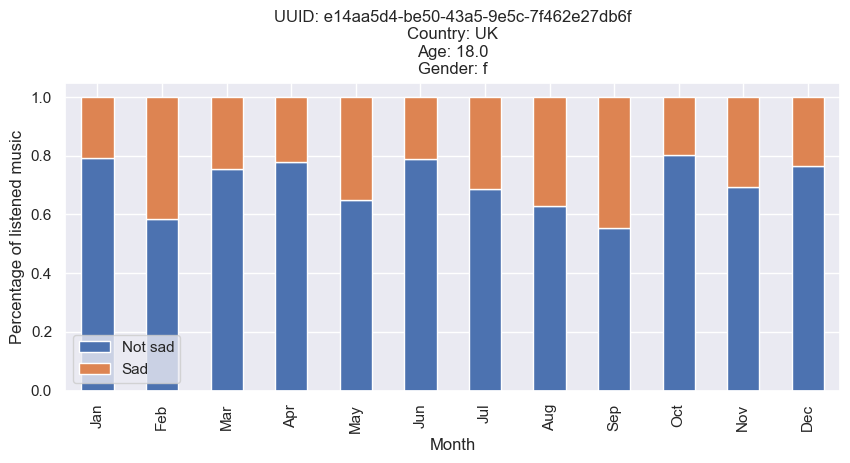 UUID: e14aa5d4-be50-43a5-9e5c-7f462e27db6f
Country: UK
Age: 18.0
Gender: f
Percentage of listened music
1.0
0.8
0.6
0.4
0.2
0.0
Not sad
Sad
Jan Feb Mar Apr May Jun Jul Aug Sep Oct Nov Dec
Month